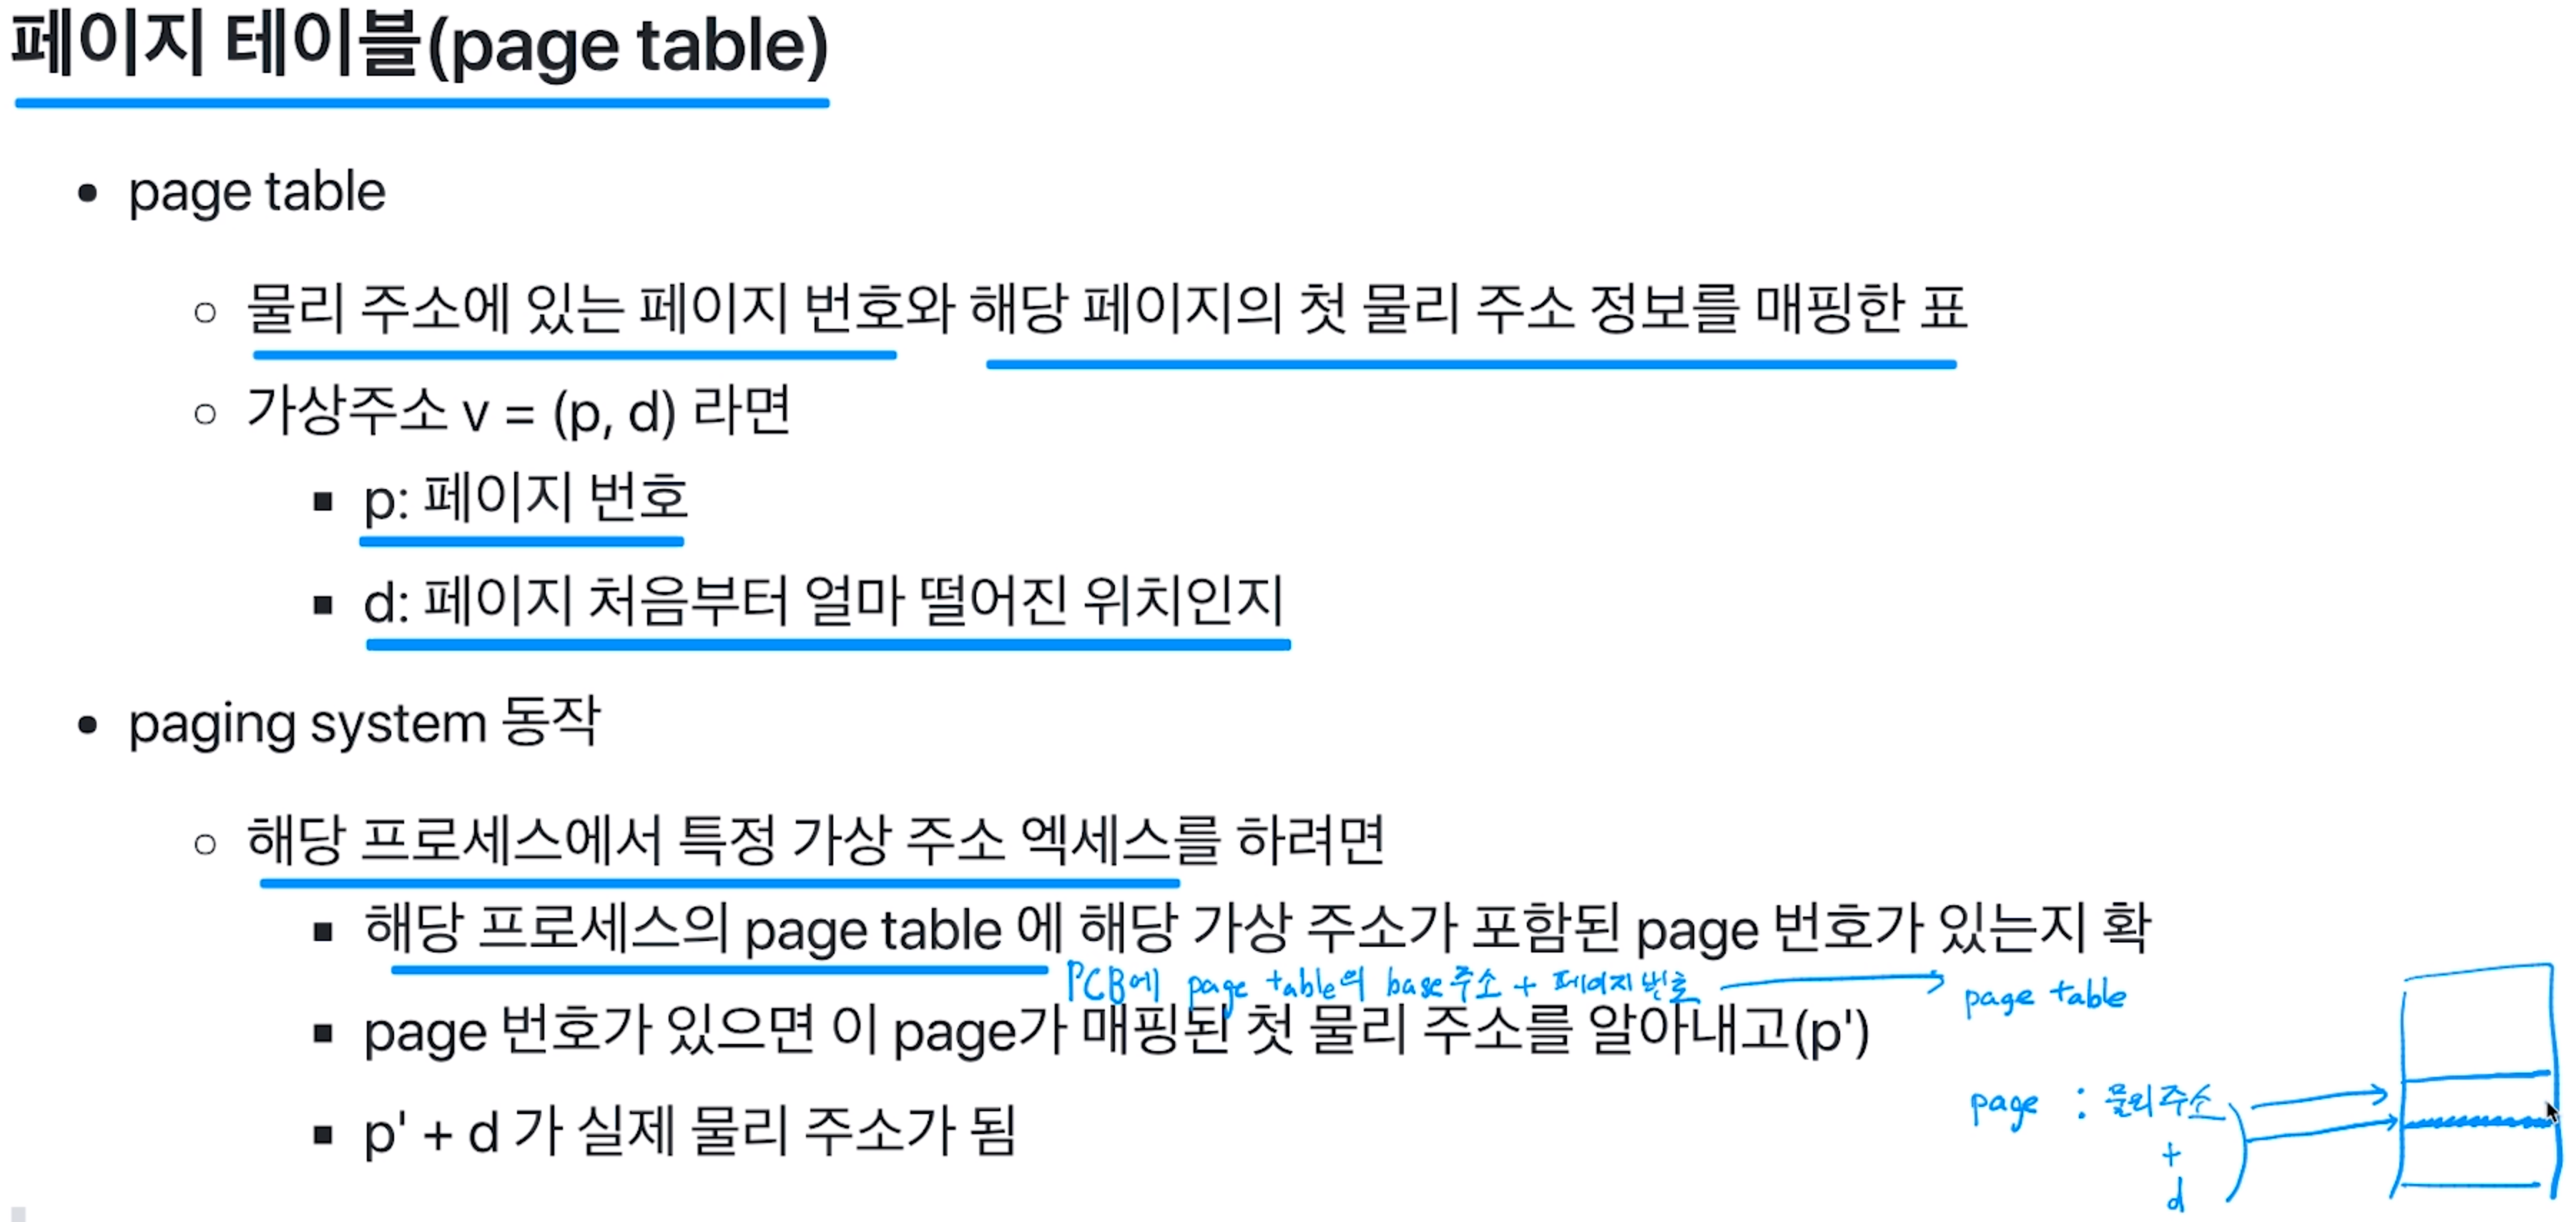 페이지 테이블(page table)
page table
물리 주소에 있는 페이지 번호와 해당 페이지의 첫 물리 주소 정보를 매핑한 표
가상주소 v = (p, d) 라면
p: 페이지 번호
d: 페이지 처음부터 얼마 떨어진 위치인지
paging system 동작
해당 프로세스에서 특정 가상 주소 엑세스를 하려면
해당 프로세스의 page table 에 해당 가상 주소가 포함된 page 번호가 있는지 확
PCB에 page table의 base주소 + 페이지 번호
page table
page 번호가 있으면 이 page가 매핑된 첫 물리 주소를 알아내고(p')
page : 물리주소
p' + d 가 실제 물리 주소가 됨
+
d